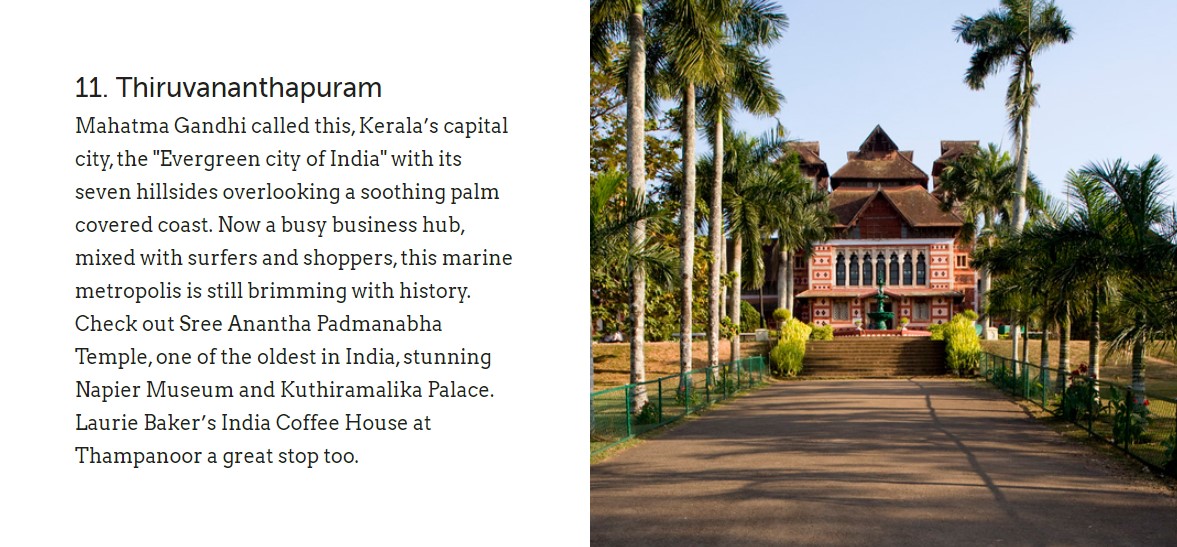 11. Thiruvananthapuram
Mahatma Gandhi called this, Kerala’s capital
city, the "Evergreen city of India" with its
seven hillsides overlooking a soothing palm
covered coast. Now a busy business hub,
mixed with surfers and shoppers, this marine
metropolis is still brimming with history.
Check out Sree Anantha Padmanabha
Temple, one of the oldest in India, stunning
Napier Museum and Kuthiramalika Palace.
Laurie Baker’s India Coffee House at
Thampanoor a great stop too.